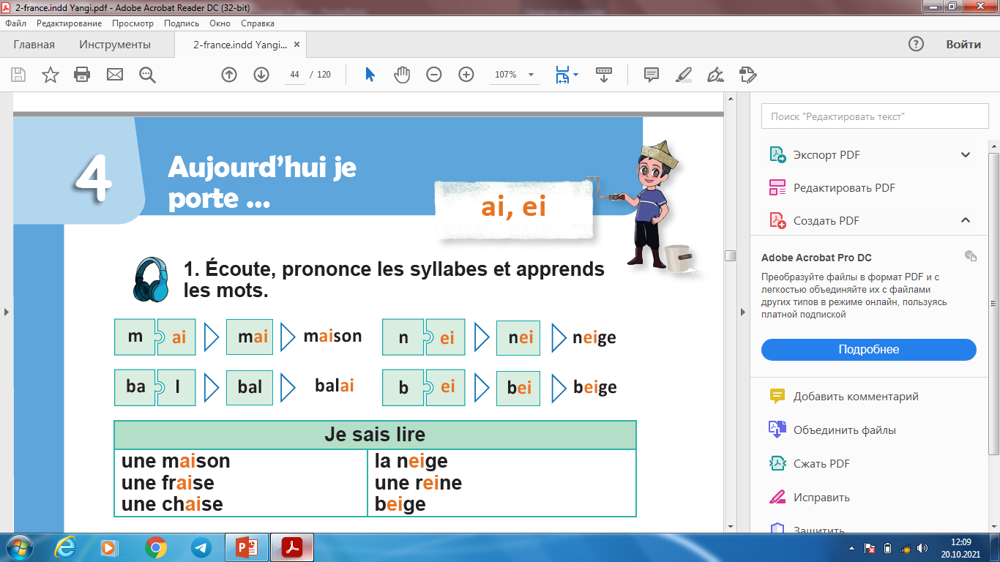 2-france.indd Yangi.pdf - Adobe Acrobat Reader DC (32-bit)
Файл Редактирование Просмотр Подпись Окно Справка
Главная Инструменты 2-france.indd Yangi... × Войти
44 / 120 107%
4
Aujourd'hui je
porte ...
ai, ei
1. Écoute, prononce les syllabes et apprends
les mots.
m ai mai maison n ei nei neige
ba l bal balai b ei bei beige
Je sais lire
une maison la neige
une fraise une reine
une chaise beige
Поиск "Редактировать текст"
Экспорт PDF
Редактировать PDF
Создать PDF
Adobe Acrobat Pro DC
Преобразуйте файлы в формат PDF и с
легкостью объединяйте их с файлами
других типов в режиме онлайн, пользуясь
платной подпиской
Подробнее
Добавить комментарий
Объединить файлы
Сжать PDF
Исправить
Защитить
12:09
20.10.2021